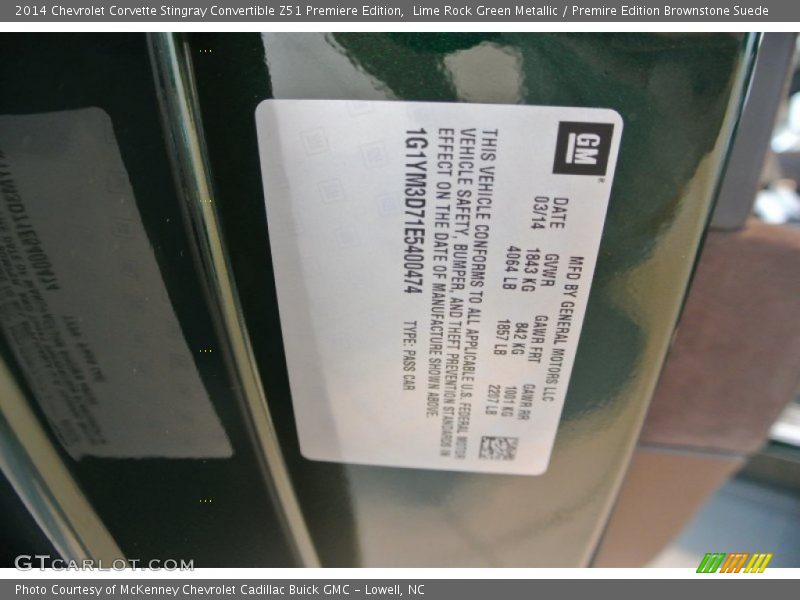 2014 Chevrolet Corvette Stingray Convertible Z51 Premiere Edition,  Lime Rock Green Metallic / Premire Edition Brownstone Suede
GM
MFD BY GENERAL MOTORS LLC
DATE GVWR GAWR FRT GAWR RR
03/14 1843 KG 842 KG 1001 KG
4064 LB 1857 LB 2207 LB
THIS VEHICLE CONFORMS TO ALL APPLICABLE U.S. FEDERAL MOTOR
VEHICLE SAFETY, BUMPER, AND THEFT PREVENTION STANDARDS IN
EFFECT ON THE DATE OF MANUFACTURE SHOWN ABOVE.
1G1YM3D71E5400474 TYPE: PASS CAR
GTCARLOT.COM
Photo Courtesy of McKenney Chevrolet Cadillac Buick GMC - Lowell, NC